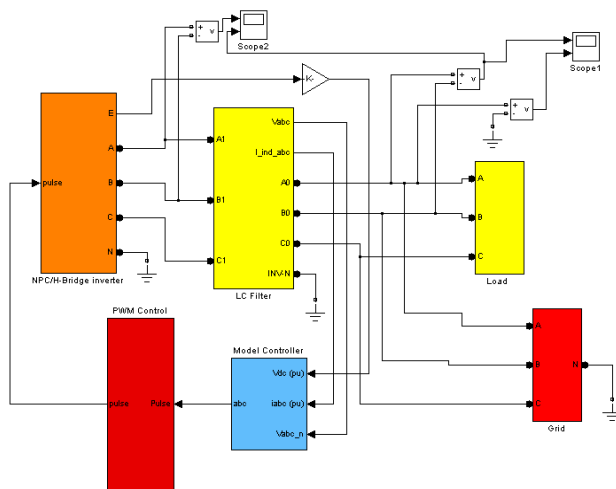 +
-
v
Scope2
+
-
v
Scope1
-K-
+
-
v
E
A
pulse
B
C
N
NPC/H-Bridge inverter
Vabc
A1
I_ind_abc
A0
B1
B0
C0
C1
INV-N
LC Filter
A
B
C
Load
PWM Control
pulse
Pulse
Model Controller
Vdc (pu)
abc
iabc (pu)
Vabc_n
A
B
N
C
Grid